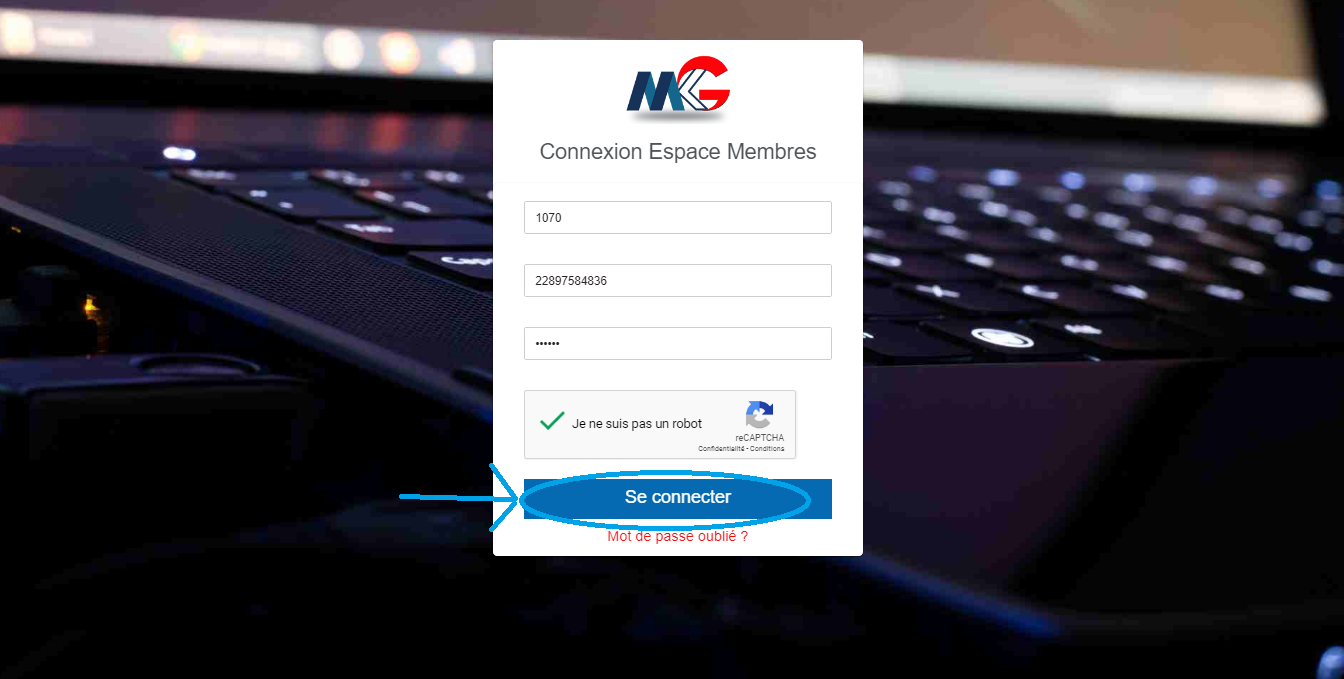 MKG
Connexion Espace Membres
1070
22897584836
••••••
Je ne suis pas un robot
reCAPTCHA
Confidentialité - Conditions
Se connecter
Mot de passe oublié ?